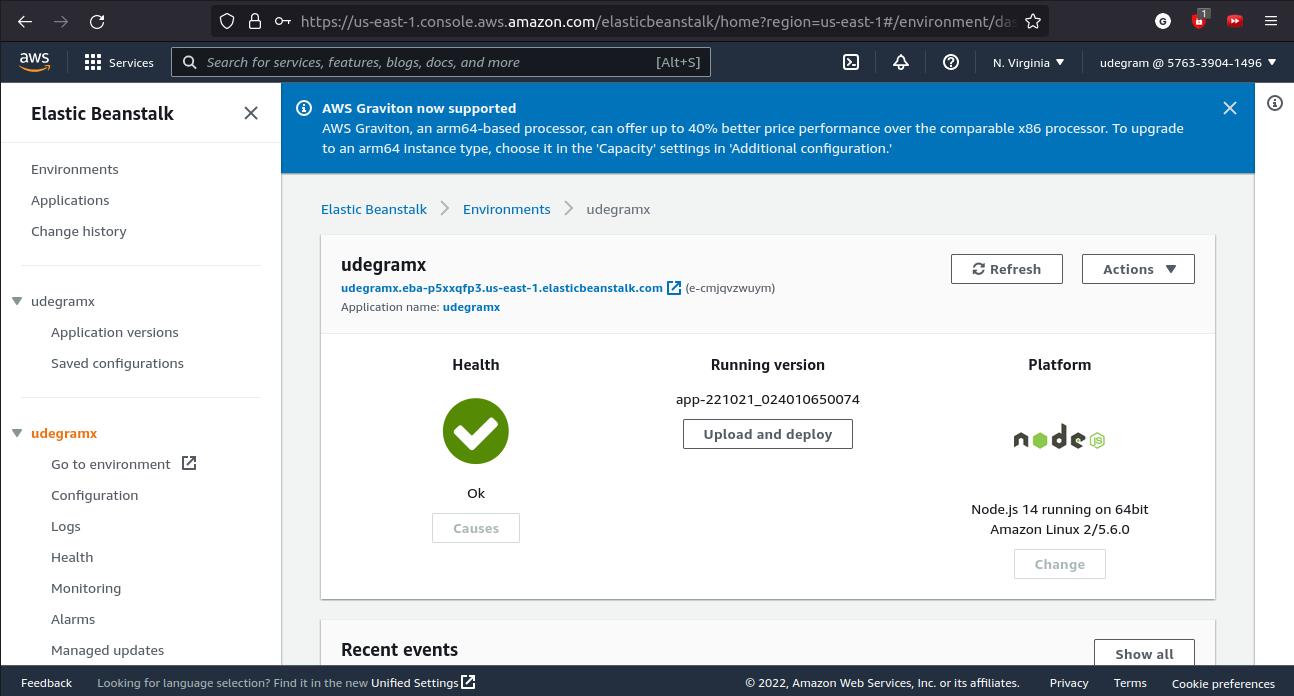 https://us-east-1.console.aws.amazon.com/elasticbeanstalk/home?region=us-east-1#/environment/das
G
1
aws
Services
Search for services, features, blogs, docs, and more
[Alt+S]
N. Virginia
udegram @ 5763-3904-1496
Elastic Beanstalk
Environments
Applications
Change history
udegramx
Application versions
Saved configurations
udegramx
Go to environment
Configuration
Logs
Health
Monitoring
Alarms
Managed updates
AWS Graviton now supported
AWS Graviton, an arm64-based processor, can offer up to 40% better price performance over the comparable x86 processor. To upgrade
to an arm64 instance type, choose it in the 'Capacity' settings in 'Additional configuration.'
Elastic Beanstalk
Environments
udegramx
udegramx
udegramx.eba-p5xxqfp3.us-east-1.elasticbeanstalk.com (e-cmjqvzwuym)
Application name: udegramx
Refresh
Actions
Health
Ok
Causes
Running version
app-221021_024010650074
Upload and deploy
Platform
node
JS
Node.js 14 running on 64bit
Amazon Linux 2/5.6.0
Change
Recent events
Show all
Feedback
Looking for language selection? Find it in the new Unified Settings
© 2022, Amazon Web Services, Inc. or its affiliates.
Privacy
Terms
Cookie preferences